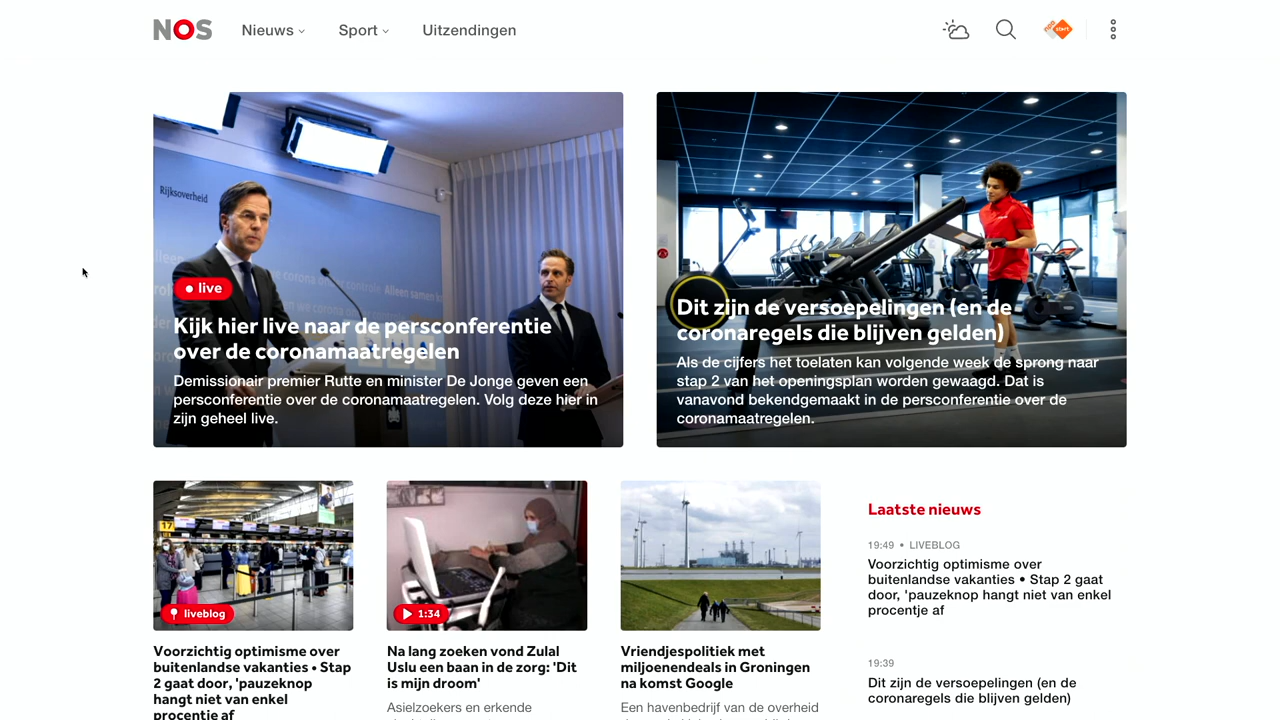 NOS
Nieuws
Sport
Uitzendingen
start
Rijksoverheid
live
Kijk hier live naar de persconferentie
over de coronamaatregelen
Demissionair premier Rutte en minister De Jonge geven een
persconferentie over de coronamaatregelen. Volg deze hier in
zijn geheel live.
Dit zijn de versoepelingen (en de
coronaregels die blijven gelden)
Als de cijfers het toelaten kan volgende week de sprong naar
stap 2 van het openingsplan worden gewaagd. Dat is
vanavond bekendgemaakt in de persconferentie over de
coronamaatregelen.
17
liveblog
Voorzichtig optimisme over
buitenlandse vakanties • Stap
2 gaat door, 'pauzeknop
hangt niet van enkel
procentje af
1:34
Na lang zoeken vond Zulal
Uslu een baan in de zorg: 'Dit
is mijn droom'
Asielzoekers en erkende
Vriendjespolitiek met
miljoenendeals in Groningen
na komst Google
Een havenbedrijf van de overheid
Laatste nieuws
19:49 • LIVEBLOG
Voorzichtig optimisme over
buitenlandse vakanties • Stap 2 gaat
door, 'pauzeknop hangt niet van enkel
procentje af
19:39
Dit zijn de versoepelingen (en de
coronaregels die blijven gelden)